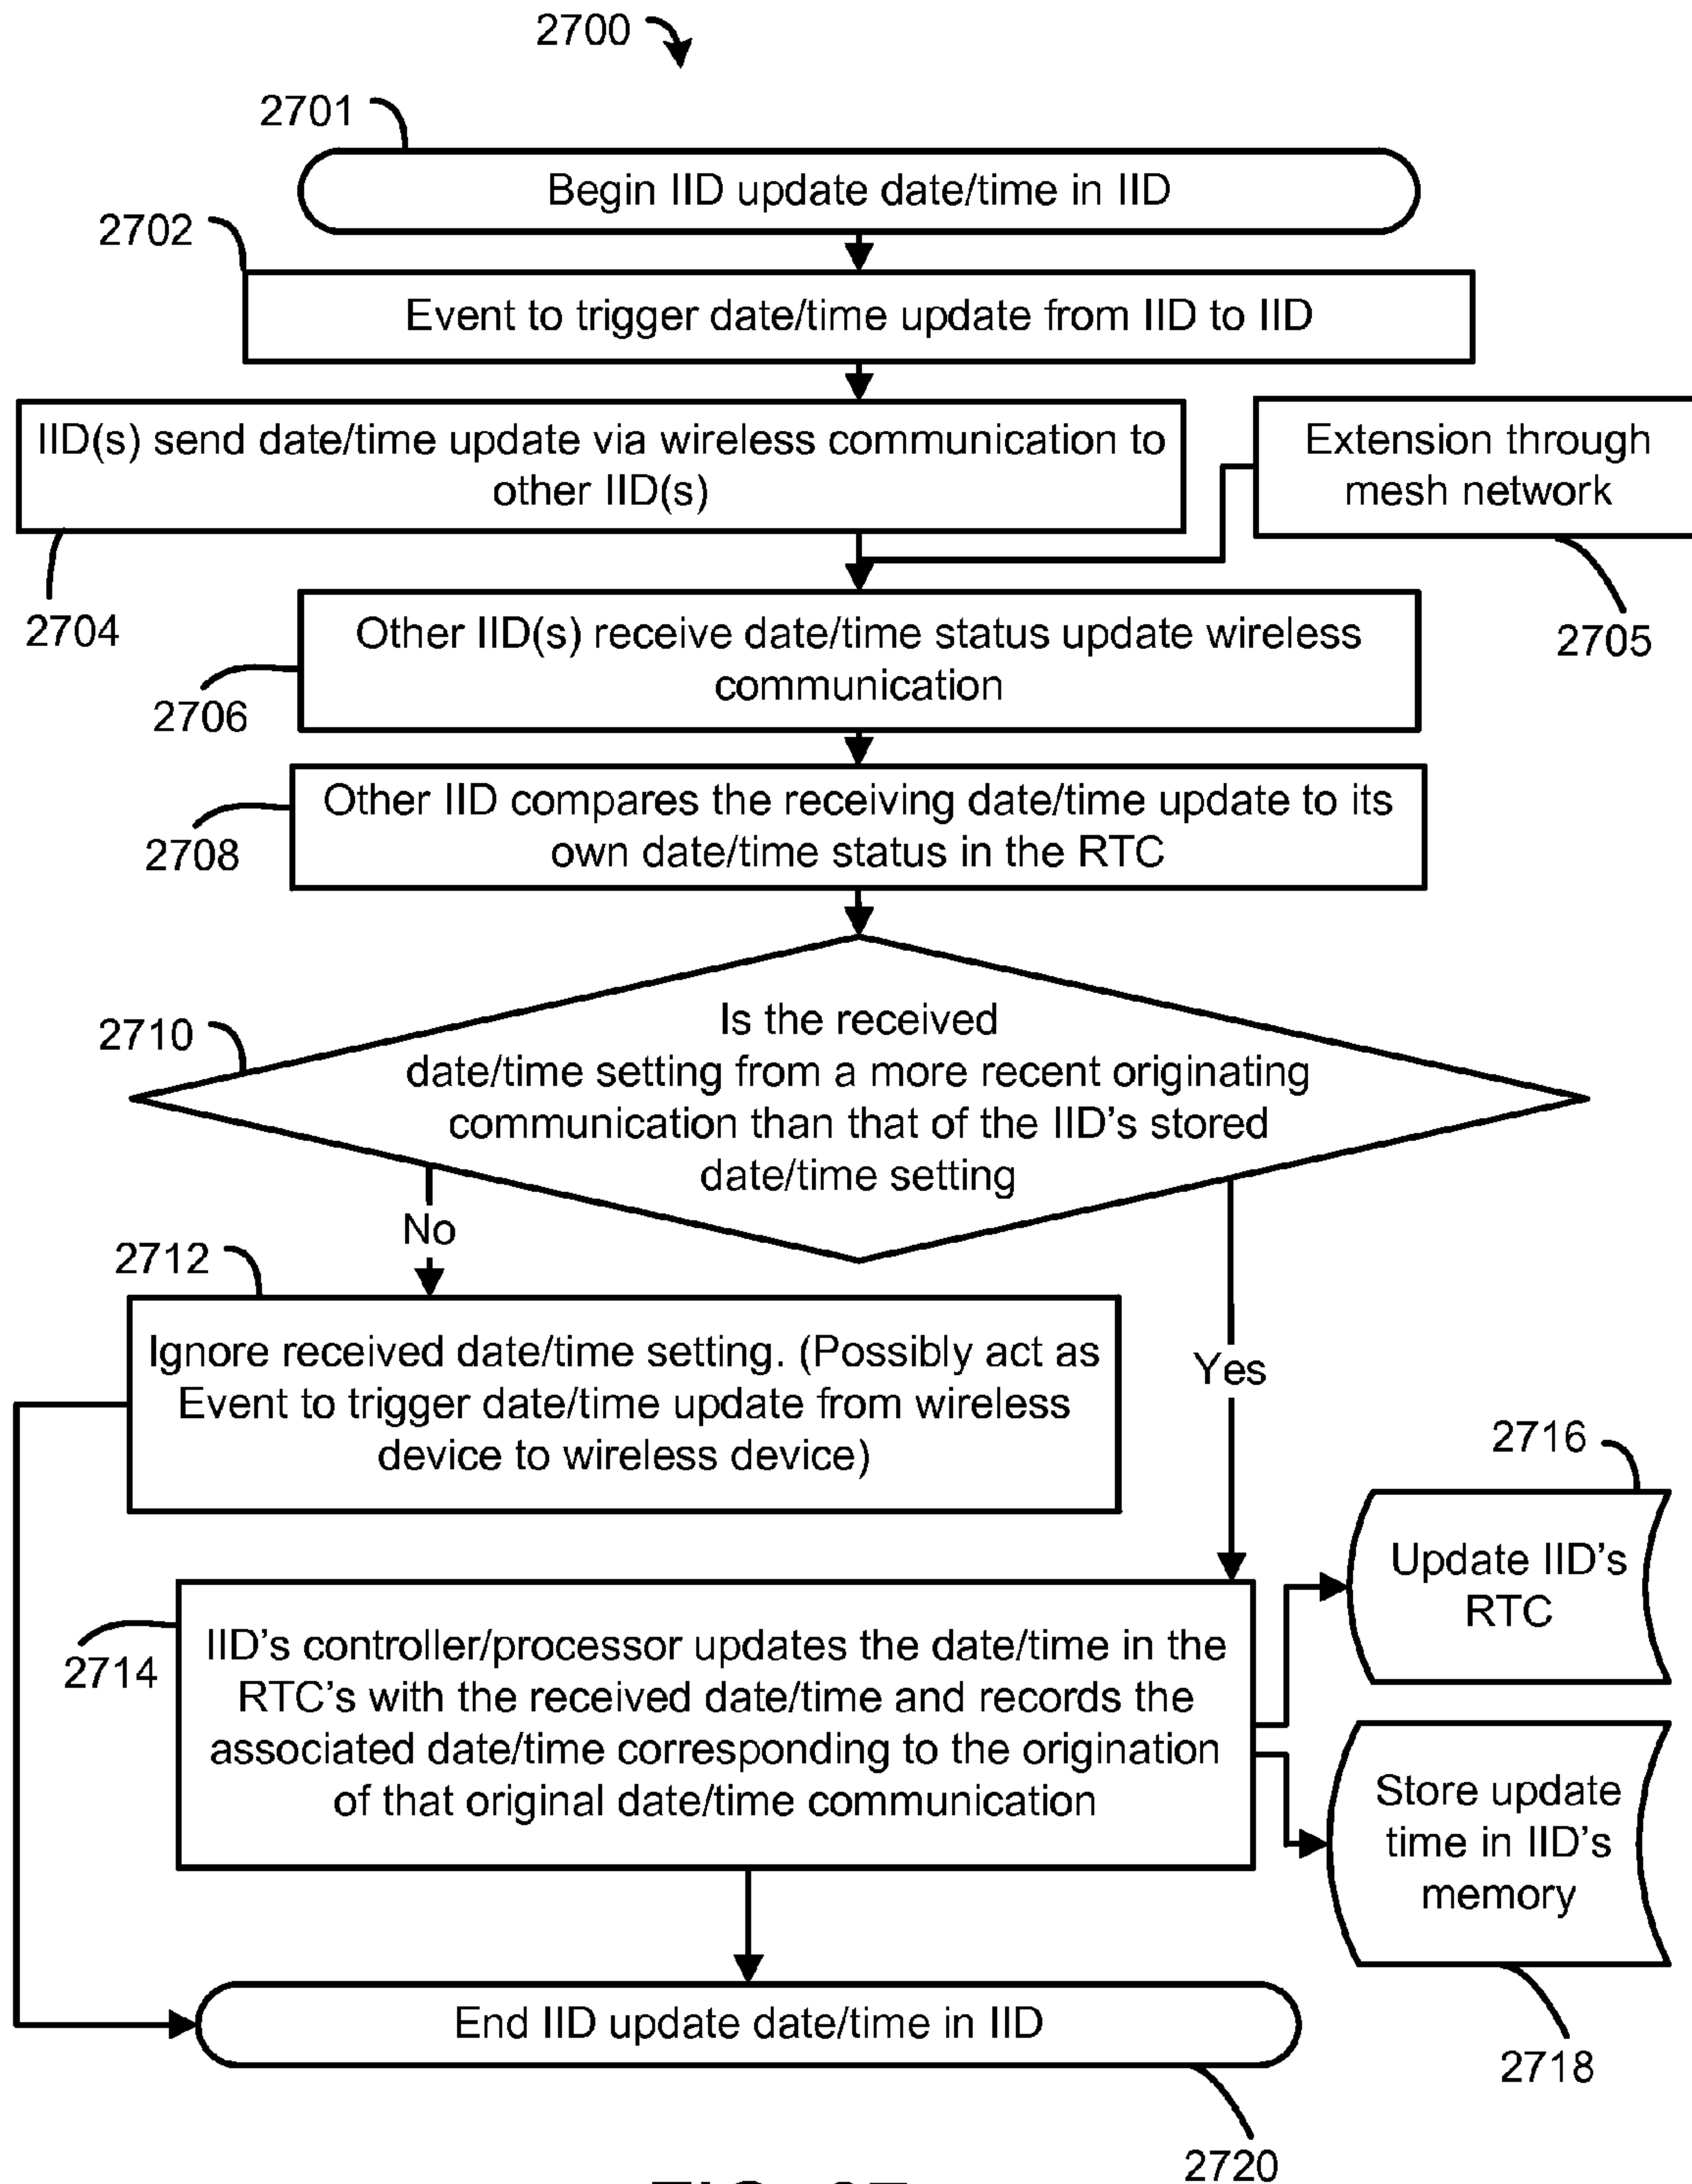 2700
2701
Begin IID update date/time in IID
2702
Event to trigger date/time update from IID to IID
IID(s) send date/time update via wireless communication to
other IID(s)
Extension through
mesh network
2704
2705
Other IID(s) receive date/time status update wireless
communication
2706
Other IID compares the receiving date/time update to its
own date/time status in the RTC
2708
2710
Is the received
date/time setting from a more recent originating
communication than that of the IID's stored
date/time setting
No
Yes
2712
Ignore received date/time setting. (Possibly act as
Event to trigger date/time update from wireless
device to wireless device)
2716
Update IID's
RTC
2714
IID's controller/processor updates the date/time in the
RTC's with the received date/time and records the
associated date/time corresponding to the origination
of that original date/time communication
Store update
time in IID's
memory
End IID update date/time in IID
2718
2720